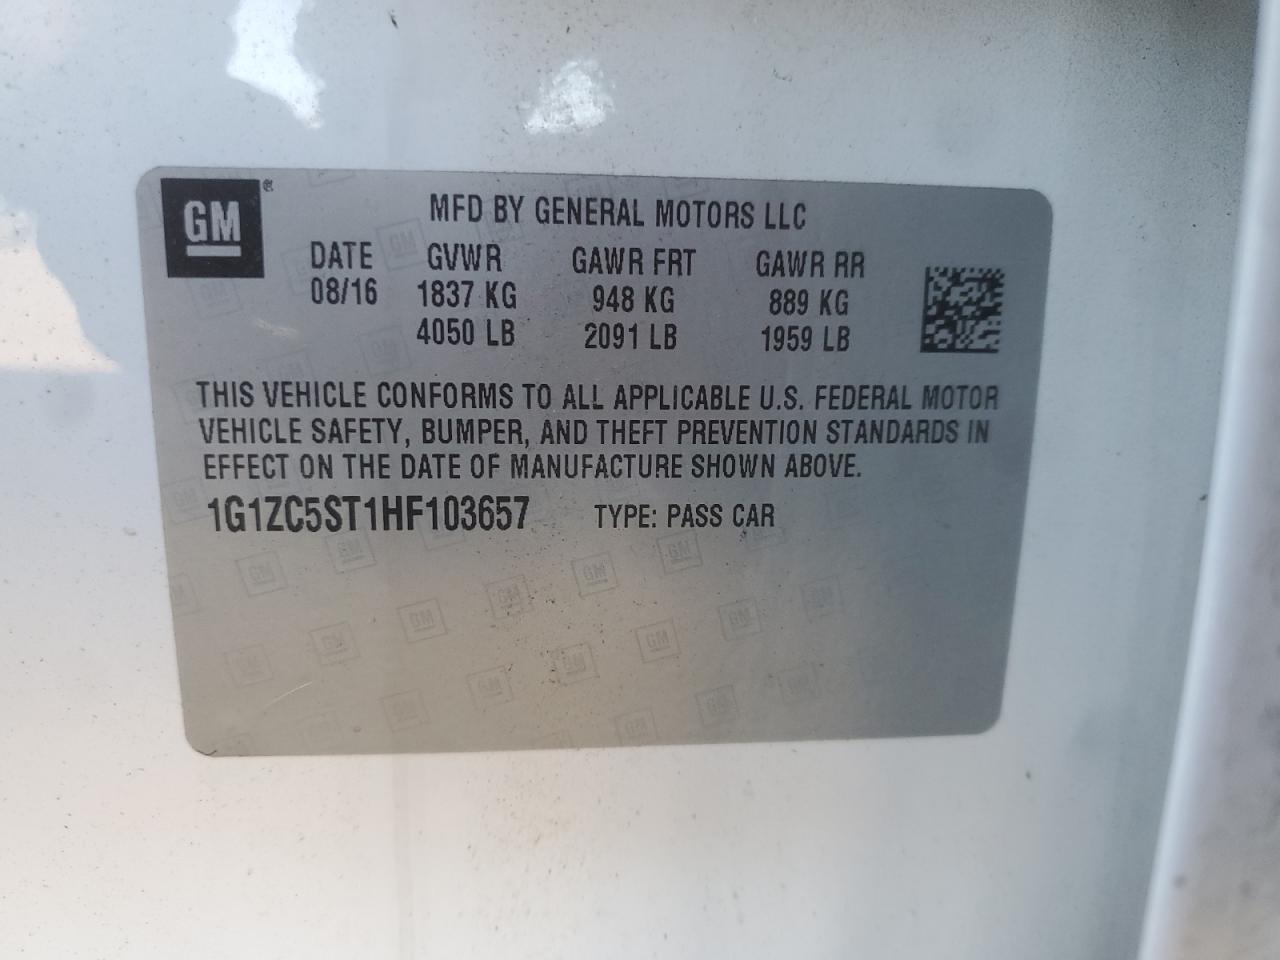 GM®
MFD BY GENERAL MOTORS LLC
DATE GVWR GAWR FRT GAWR RR
08/16 1837 KG 948 KG 889 KG
4050 LB 2091 LB 1959 LB
THIS VEHICLE CONFORMS TO ALL APPLICABLE U.S. FEDERAL MOTOR
VEHICLE SAFETY, BUMPER, AND THEFT PREVENTION STANDARDS IN
EFFECT ON THE DATE OF MANUFACTURE SHOWN ABOVE.
1G1ZC5ST1HF103657 TYPE: PASS CAR